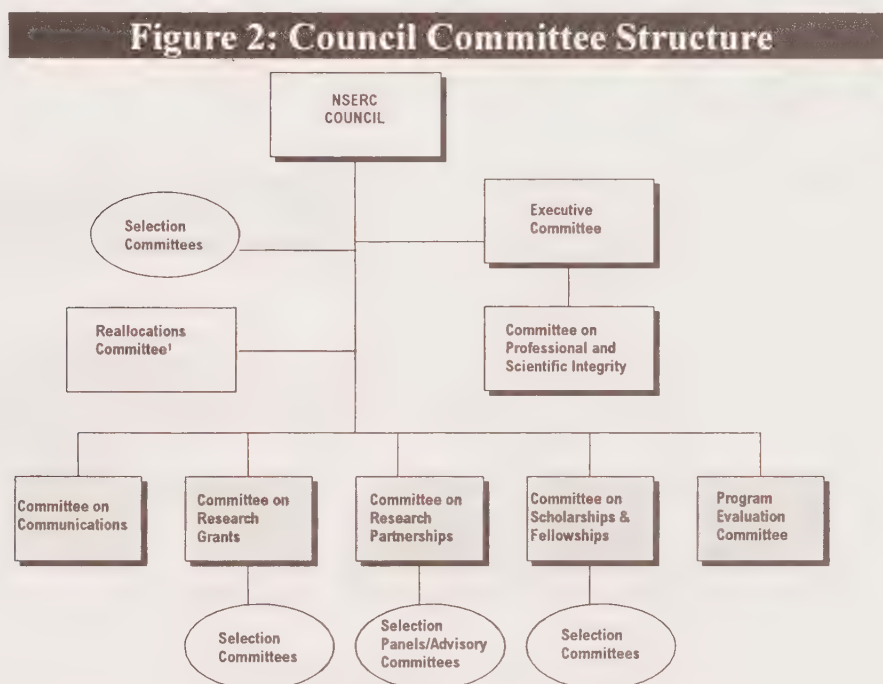 Figure 2: Council Committee Structure
NSERC
COUNCIL
Selection
Committees
Executive
Committee
Reallocations
Committee¹
Committee on
Professional and
Scientific Integrity
Committee on
Communications
Committee on
Research
Grants
Committee on
Research
Partnerships
Committee on
Scholarships &
Fellowships
Program
Evaluation
Committee
Selection
Committees
Selection
Panels/Advisory
Committees
Selection
Committees